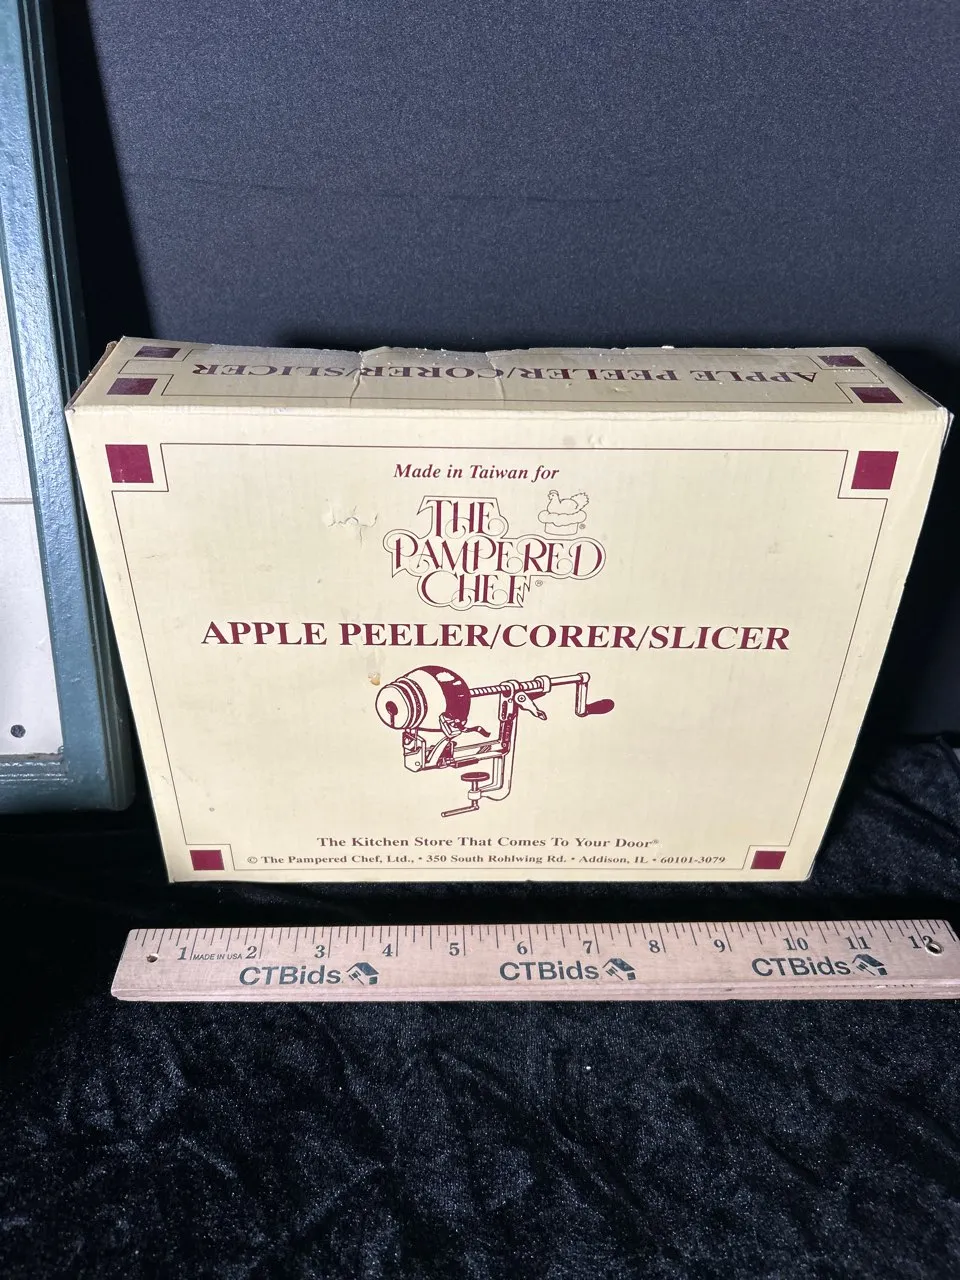 APPLE PEELER/CORER/SLICER
Made in Taiwan for
THE
PAMPERED
CHEF®
®
APPLE PEELER/CORER/SLICER
The Kitchen Store That Comes To Your Door®
© The Pampered Chef, Ltd., • 350 South Rohlwing Rd. • Addison, IL • 60101-3079
1 MADE IN USA 2 3 4 5 6 7 8 9 10 11 12
CTBids CTBids CTBids